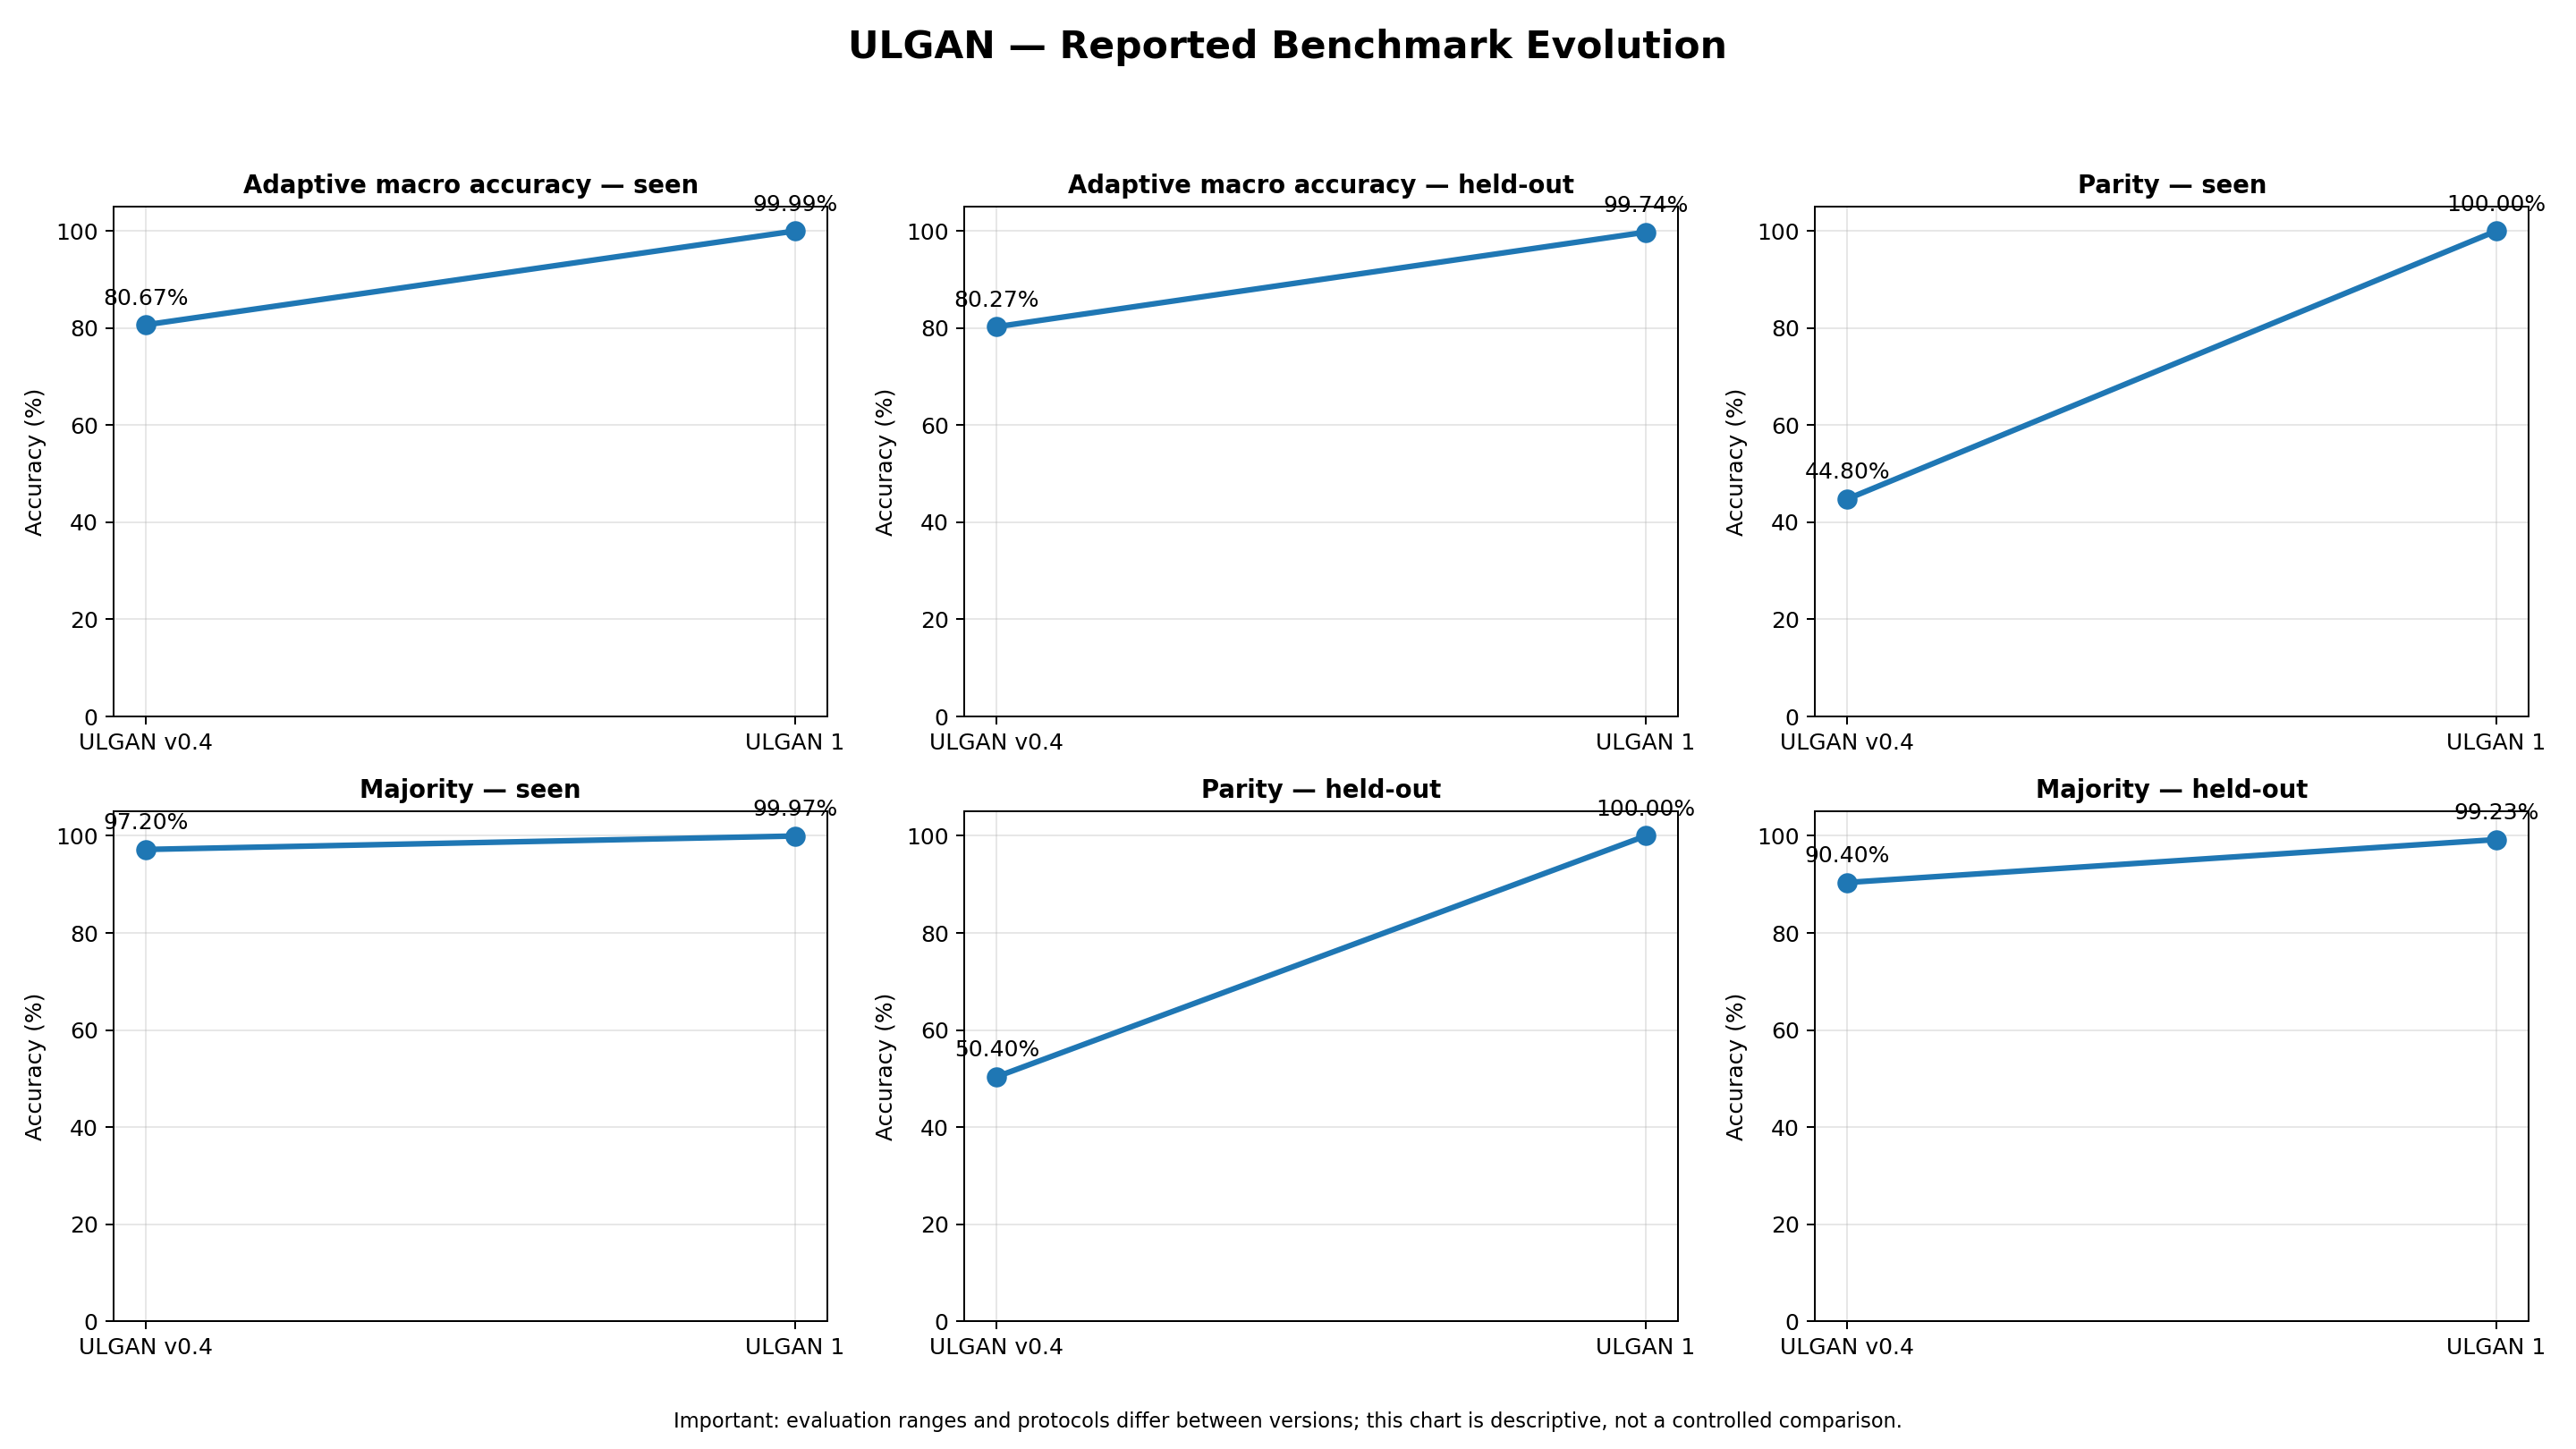 ULGAN — Reported Benchmark Evolution
Adaptive macro accuracy — seen
99.99%
80.67%
Accuracy (%)
100
80
60
40
20
0
ULGAN v0.4
ULGAN 1
Adaptive macro accuracy — held-out
99.74%
80.27%
Accuracy (%)
100
80
60
40
20
0
ULGAN v0.4
ULGAN 1
Parity — seen
100.00%
44.80%
Accuracy (%)
100
80
60
40
20
0
ULGAN v0.4
ULGAN 1
Majority — seen
99.97%
97.20%
Accuracy (%)
100
80
60
40
20
0
ULGAN v0.4
ULGAN 1
Parity — held-out
100.00%
50.40%
Accuracy (%)
100
80
60
40
20
0
ULGAN v0.4
ULGAN 1
Majority — held-out
99.23%
90.40%
Accuracy (%)
100
80
60
40
20
0
ULGAN v0.4
ULGAN 1
Important: evaluation ranges and protocols differ between versions; this chart is descriptive, not a controlled comparison.